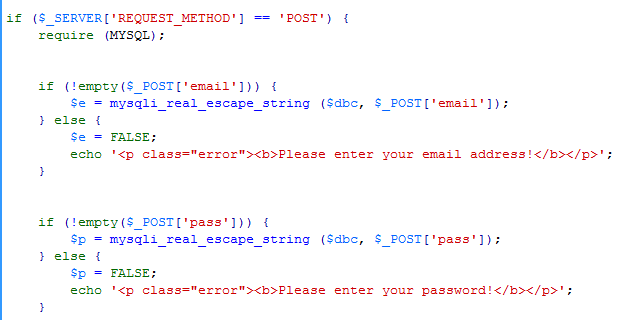 if ($_SERVER['REQUEST_METHOD'] == 'POST') {
    require (MYSQL);
    if (!empty($_POST['email'])) {
        $e = mysqli_real_escape_string ($dbc, $_POST['email']);
    } else {
        $e = FALSE;
        echo '<p class="error"><b>Please enter your email address!</b></p>';
    }
    if (!empty($_POST['pass'])) {
        $p = mysqli_real_escape_string ($dbc, $_POST['pass']);
    } else {
        $p = FALSE;
        echo '<p class="error"><b>Please enter your password!</b></p>';
    }